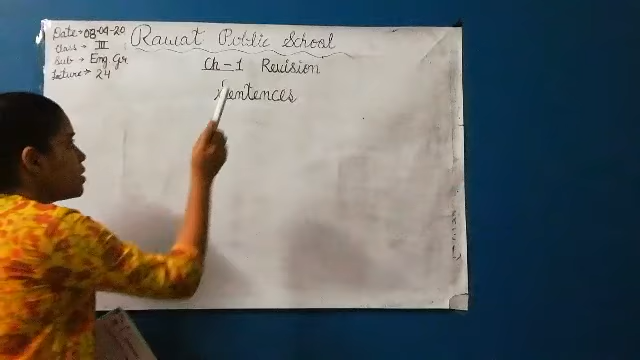 Date → 08-04-20
Class → III
Sub → Eng. Gr
Lecture → 24
Rawat Public School
Ch-1 Revision
Sentences